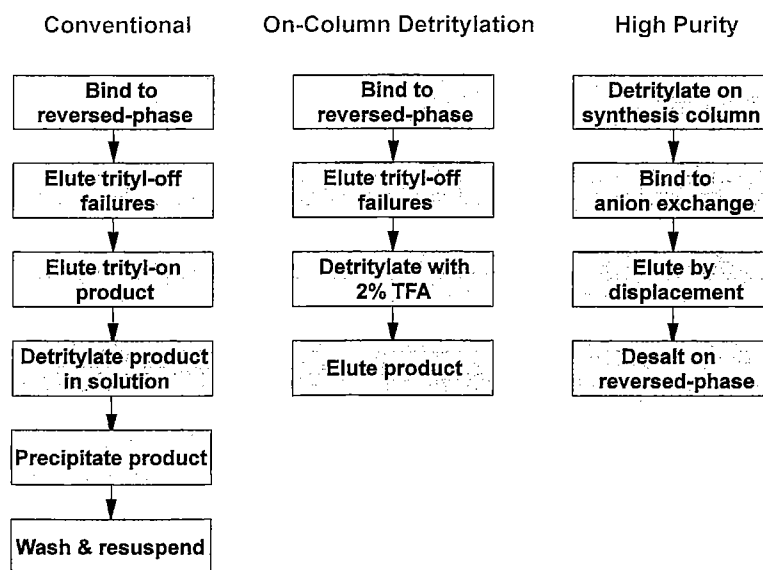 Conventional
Bind to
reversed-phase
Elute trityl-off
failures
Elute trityl-on
product
Detritylate product
in solution
Precipitate product
Wash & resuspend
On-Column Detritylation
Bind to
reversed-phase
Elute trityl-off
failures
Detritylate with
2% TFA
Elute product
High Purity
Detritylate on
synthesis column
Bind to
anion exchange
Elute by
displacement
Desalt on
reversed-phase